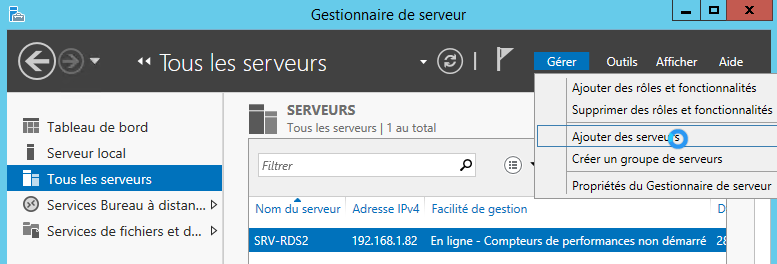 Gestionnaire de serveur
Tous les serveurs
Gérer Outils Afficher Aide
Ajouter des rôles et fonctionnalités
Supprimer des rôles et fonctionnalités
Ajouter des serveurs
Créer un groupe de serveurs
Propriétés du Gestionnaire de serveur
Tableau de bord
Serveur local
Tous les serveurs
Services Bureau à distan...
Services de fichiers et d...
SERVEURS
Tous les serveurs | 1 au total
Filtrer
Nom du serveur Adresse IPv4 Facilité de gestion D
SRV-RDS2 192.168.1.82 En ligne - Compteurs de performances non démarré 28